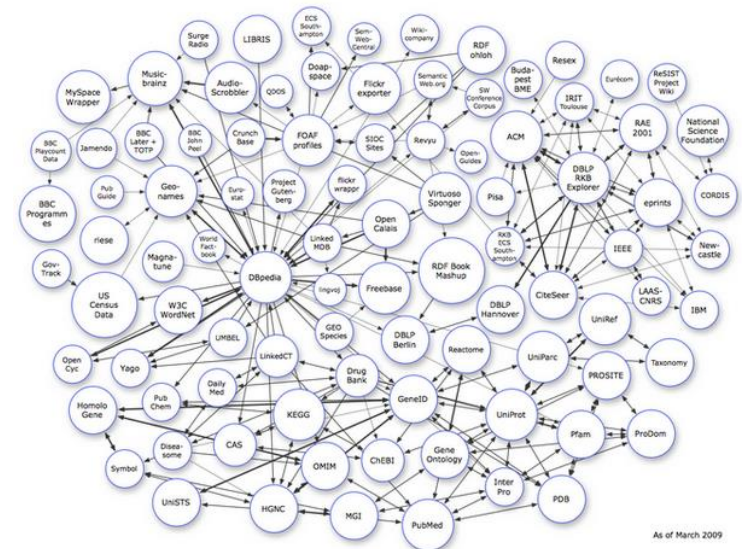 ECS
South-
ampton
Surge
Radio
LIBRIS
Sem-
Web-
Central
Wiki-
company
RDF
ohloh
Resex
Music-
brainz
Audio-
Scrobbler
QDOS
Doap-
space
Flickr
exporter
Semantic
Web.org
SW
Conference
Corpus
Buda-
pest
BME
IRIT
Toulouse
Eurécom
ReSIST
Project
Wiki
MySpace
Wrapper
BBC
Playcount
Data
Jamendo
BBC
Later +
TOTP
BBC
John
Peel
Crunch
Base
FOAF
profiles
SIOC
Sites
Revyu
Open-
Guides
ACM
RAE
2001
National
Science
Foundation
BBC
Programm
es
Pub
Guide
Geo-
names
Euro-
stat
Project
Guten-
berg
flickr
wrappr
Virtuoso
Sponger
Pisa
DBLP
RKB
Explorer
eprints
CORDIS
riese
World
Fact-
book
Linked
MDB
Open
Calais
RKB
ECS
South-
ampton
IEEE
New-
castle
Gov-
Track
Magna-
tune
DBpedia
lingvoj
Freebase
RDF Book
Mashup
CiteSeer
LAAS-
CNRS
IBM
US
Census
Data
W3C
WordNet
UMBEL
GEO
Species
DBLP
Berlin
DBLP
Hannover
UniRef
Open
Cyc
Yago
LinkedCT
Reactome
UniParc
Taxonomy
Daily
Med
Drug
Bank
PROSITE
Homolo
Gene
Pub
Chem
KEGG
GeneID
UniProt
Pfam
ProDom
Disea-
some
CAS
ChEBI
Gene
Ontology
Symbol
OMIM
Inter
Pro
PDB
UniSTS
HGNC
MGI
PubMed
As of March 2009